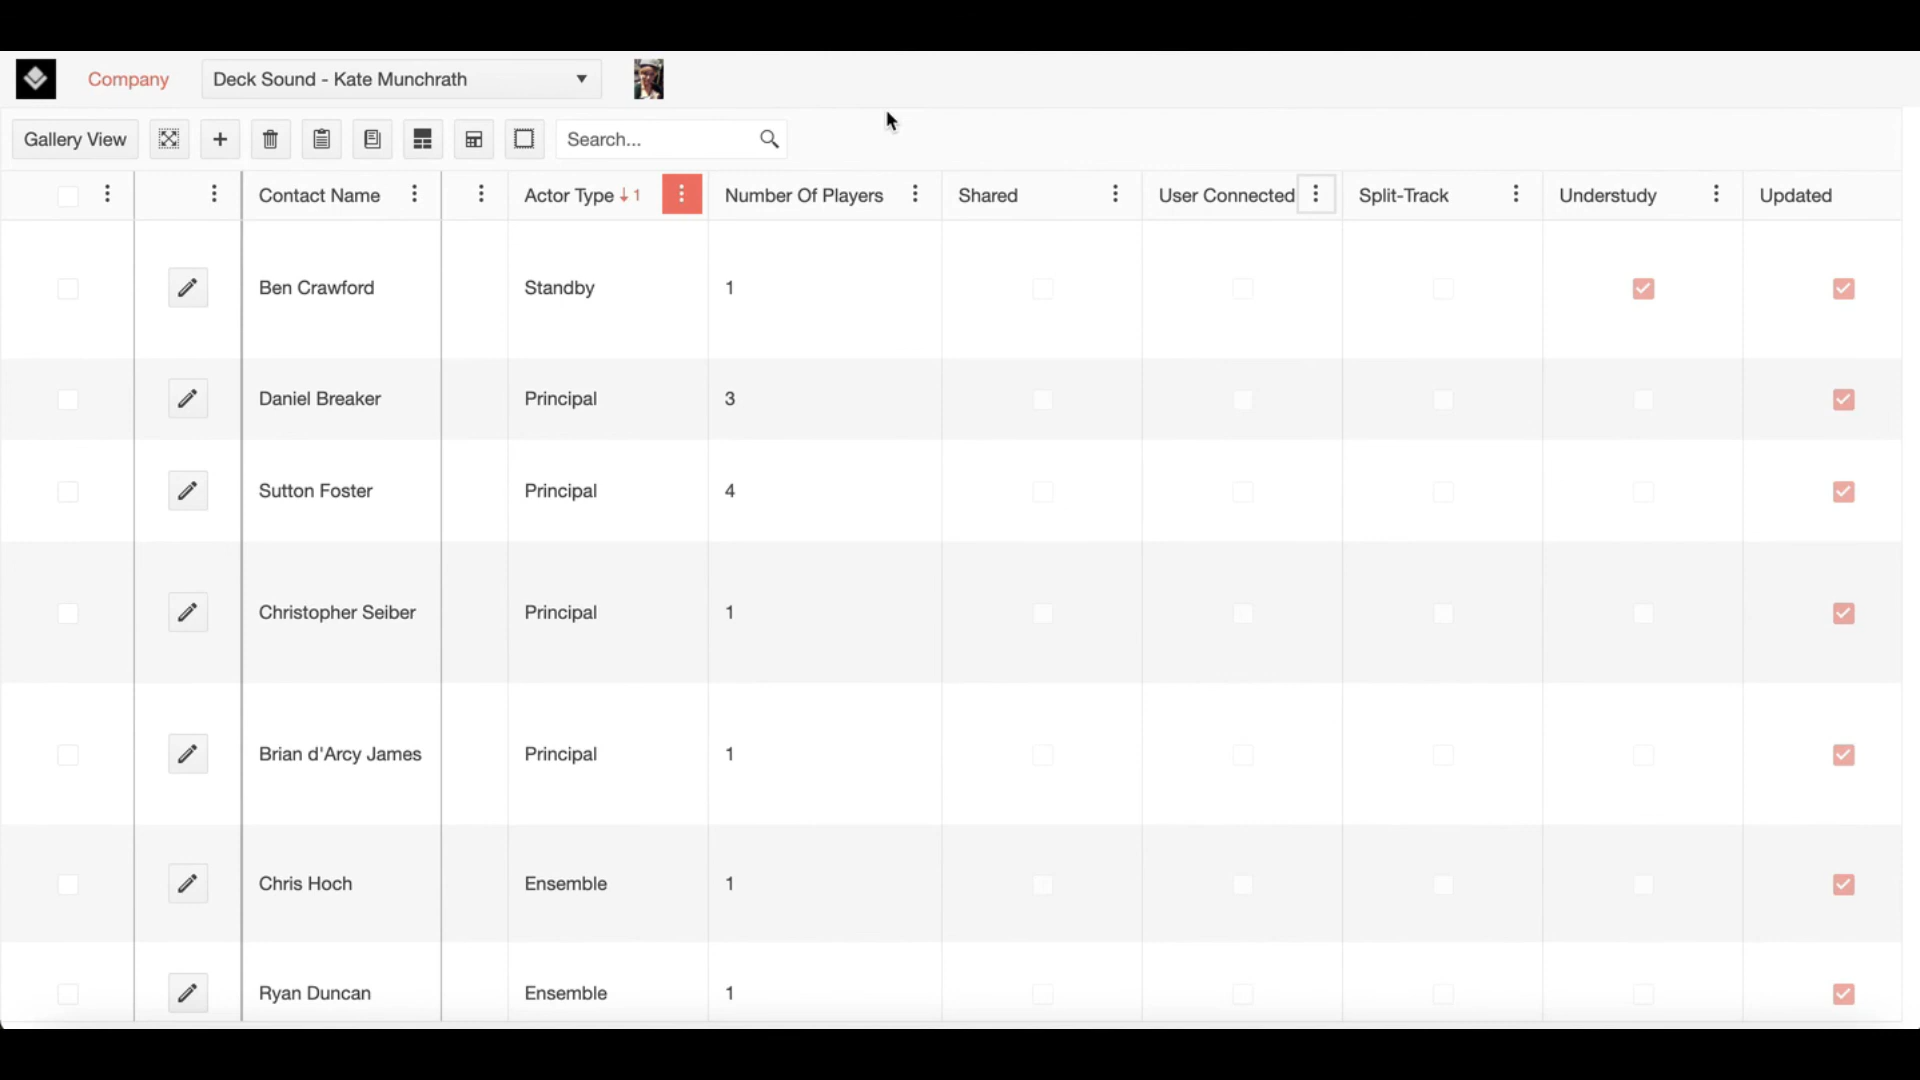 Company
Deck Sound - Kate Munchrath
Gallery View
Search...
Contact Name
Actor Type
1
Number Of Players
Shared
User Connected
Split-Track
Understudy
Updated
Ben Crawford
Standby
1
Daniel Breaker
Principal
3
Sutton Foster
Principal
4
Christopher Seiber
Principal
1
Brian d'Arcy James
Principal
1
Chris Hoch
Ensemble
1
Ryan Duncan
Ensemble
1